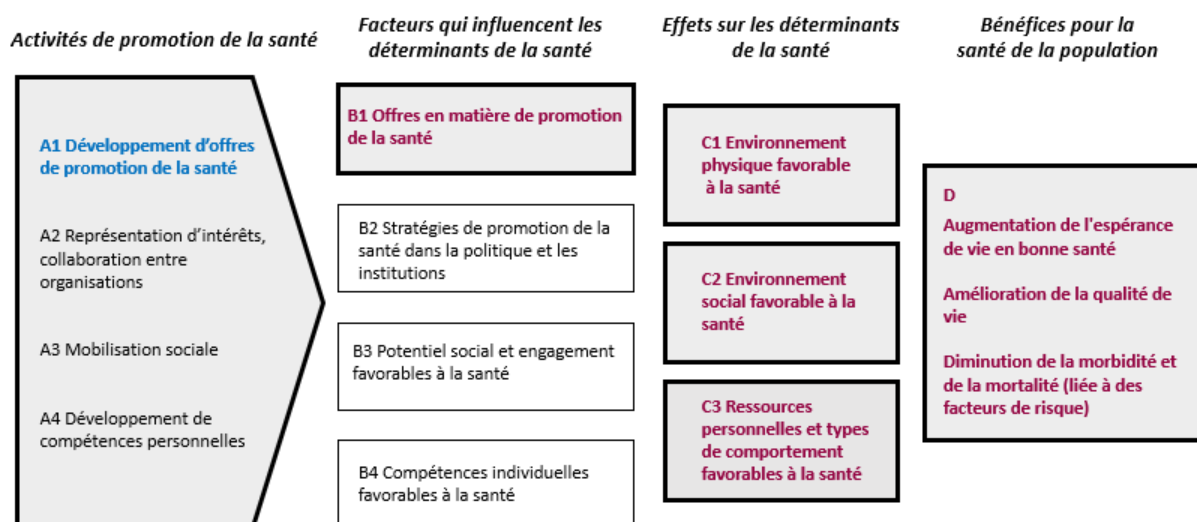 Activités de promotion de la santé
Facteurs qui influencent les
déterminants de la santé
Effets sur les déterminants
de la santé
Bénéfices pour la
santé de la population
A1 Développement d’offres
de promotion de la santé
A2 Représentation d’intérêts,
collaboration entre
organisations
A3 Mobilisation sociale
A4 Développement de
compétences personnelles
B1 Offres en matière de promotion
de la santé
B2 Stratégies de promotion de la
santé dans la politique et les
institutions
B3 Potentiel social et engagement
favorables à la santé
B4 Compétences individuelles
favorables à la santé
C1 Environnement
physique favorable
à la santé
C2 Environnement
social favorable à la
santé
C3 Ressources
personnelles et types
de comportement
favorables à la santé
D
Augmentation de l'espérance
de vie en bonne santé
Amélioration de la qualité de
vie
Diminution de la morbidité et
de la mortalité (liée à des
facteurs de risque)